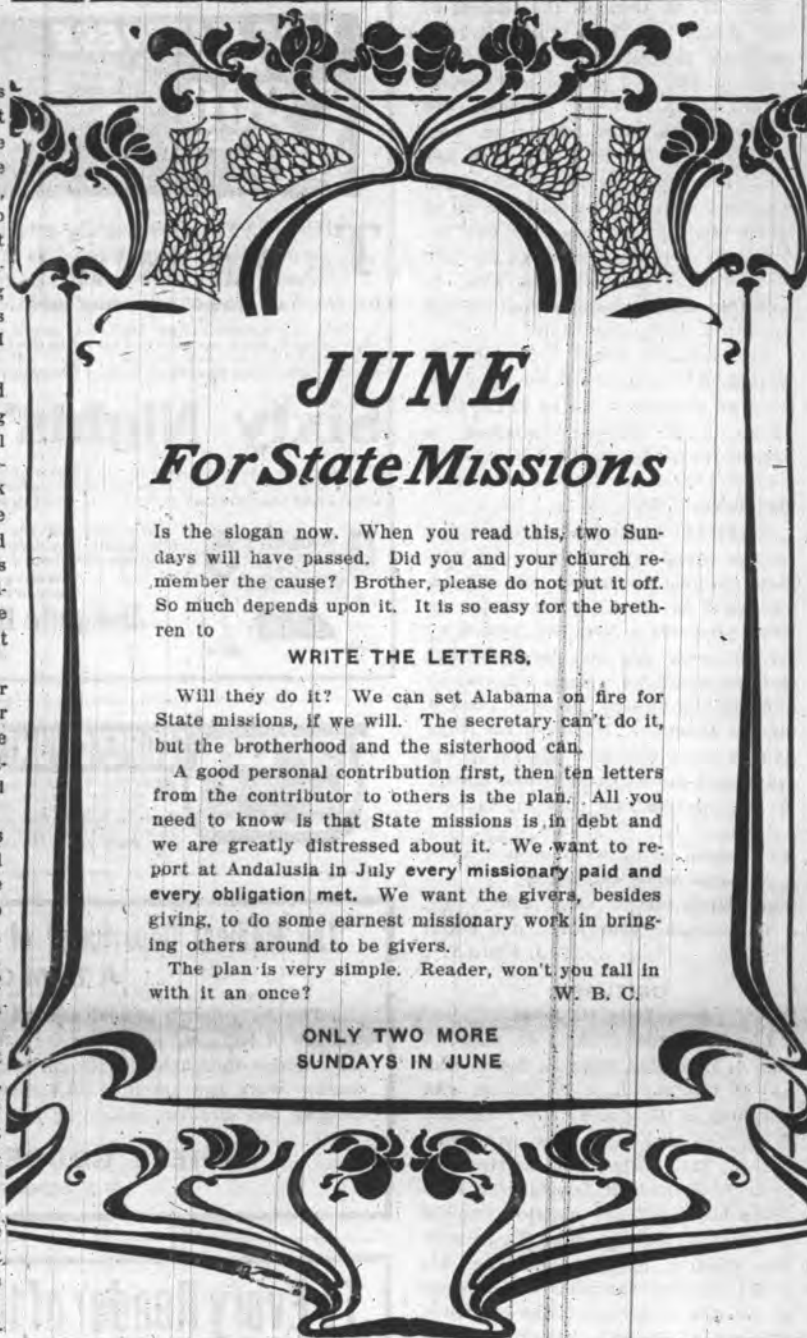 JUNE
For State Missions
Is the slogan now. When you read this, two Sun-
days will have passed. Did you and your church re-
member the cause? Brother, please do not put it off.
So much depends upon it. It is so easy for the breth-
ren to
WRITE THE LETTERS.
Will they do it? We can set Alabama on fire for
State missions, if we will. The secretary can't do it,
but the brotherhood and the sisterhood can.
A good personal contribution first, then ten letters
from the contributor to others is the plan. All you
need to know is that State missions is in debt and
we are greatly distressed about it. We want to re-
port at Andalusia in July every missionary paid and
every obligation met. We want the givers, besides
giving, to do some earnest missionary work in bring-
ing others around to be givers.
The plan is very simple. Reader, won't you fall in
with it an once? W. B. C.
ONLY TWO MORE
SUNDAYS IN JUNE